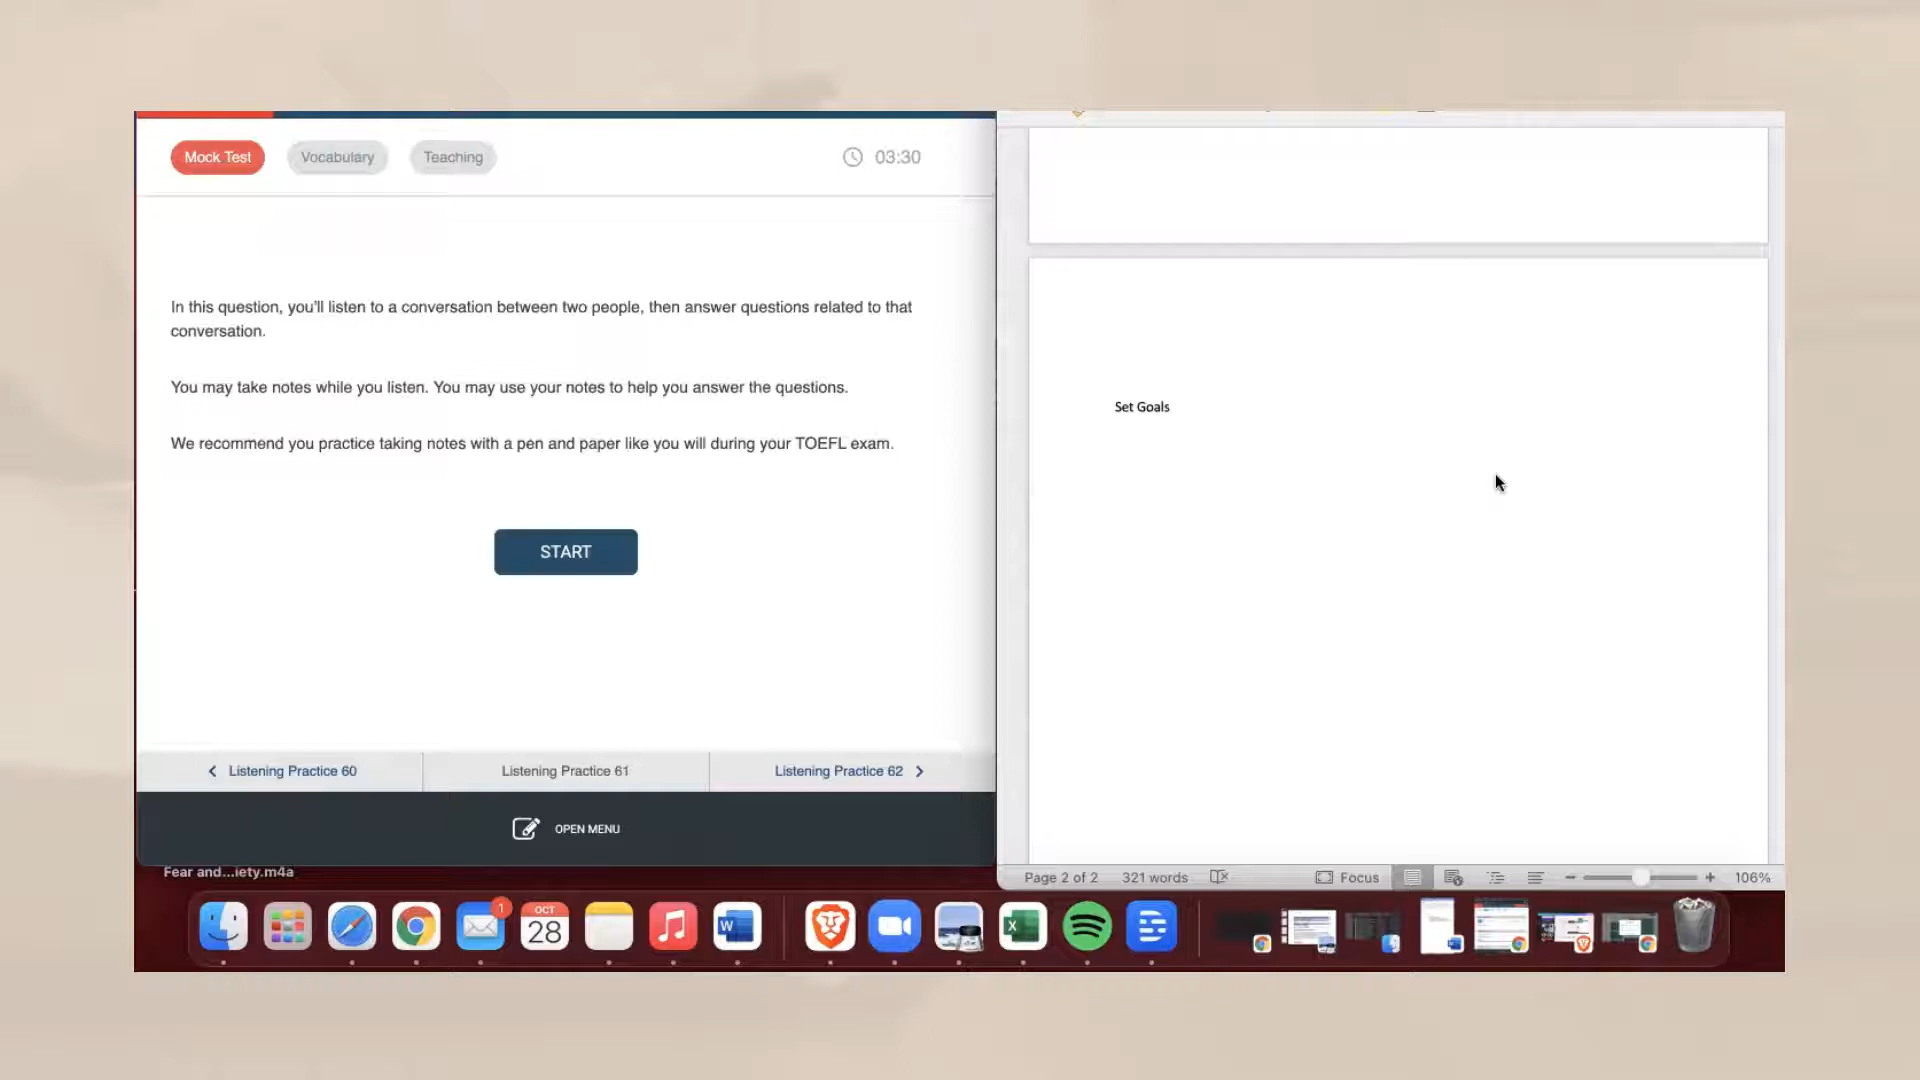 Mock Test
Vocabulary
Teaching
03:30
In this question, you'll listen to a conversation between two people, then answer questions related to that
conversation.
You may take notes while you listen. You may use your notes to help you answer the questions.
We recommend you practice taking notes with a pen and paper like you will during your TOEFL exam.
START
Listening Practice 60
Listening Practice 61
Listening Practice 62
OPEN MENU
Fear and...iety.m4a
Set Goals
Page 2 of 2
321 words
Focus
106%
1
OCT
28
W
X